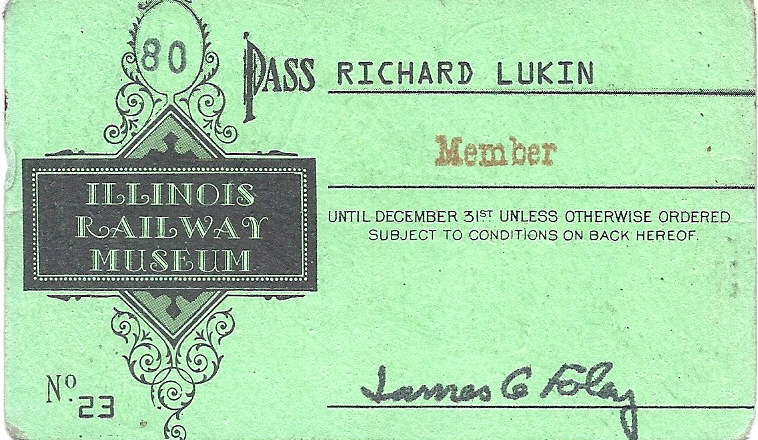 80
PASS RICHARD LUKIN
Member
ILLINOIS
RAILWAY
MUSEUM
UNTIL DECEMBER 31ST UNLESS OTHERWISE ORDERED
SUBJECT TO CONDITIONS ON BACK HEREOF.
No. 23
James C Foley